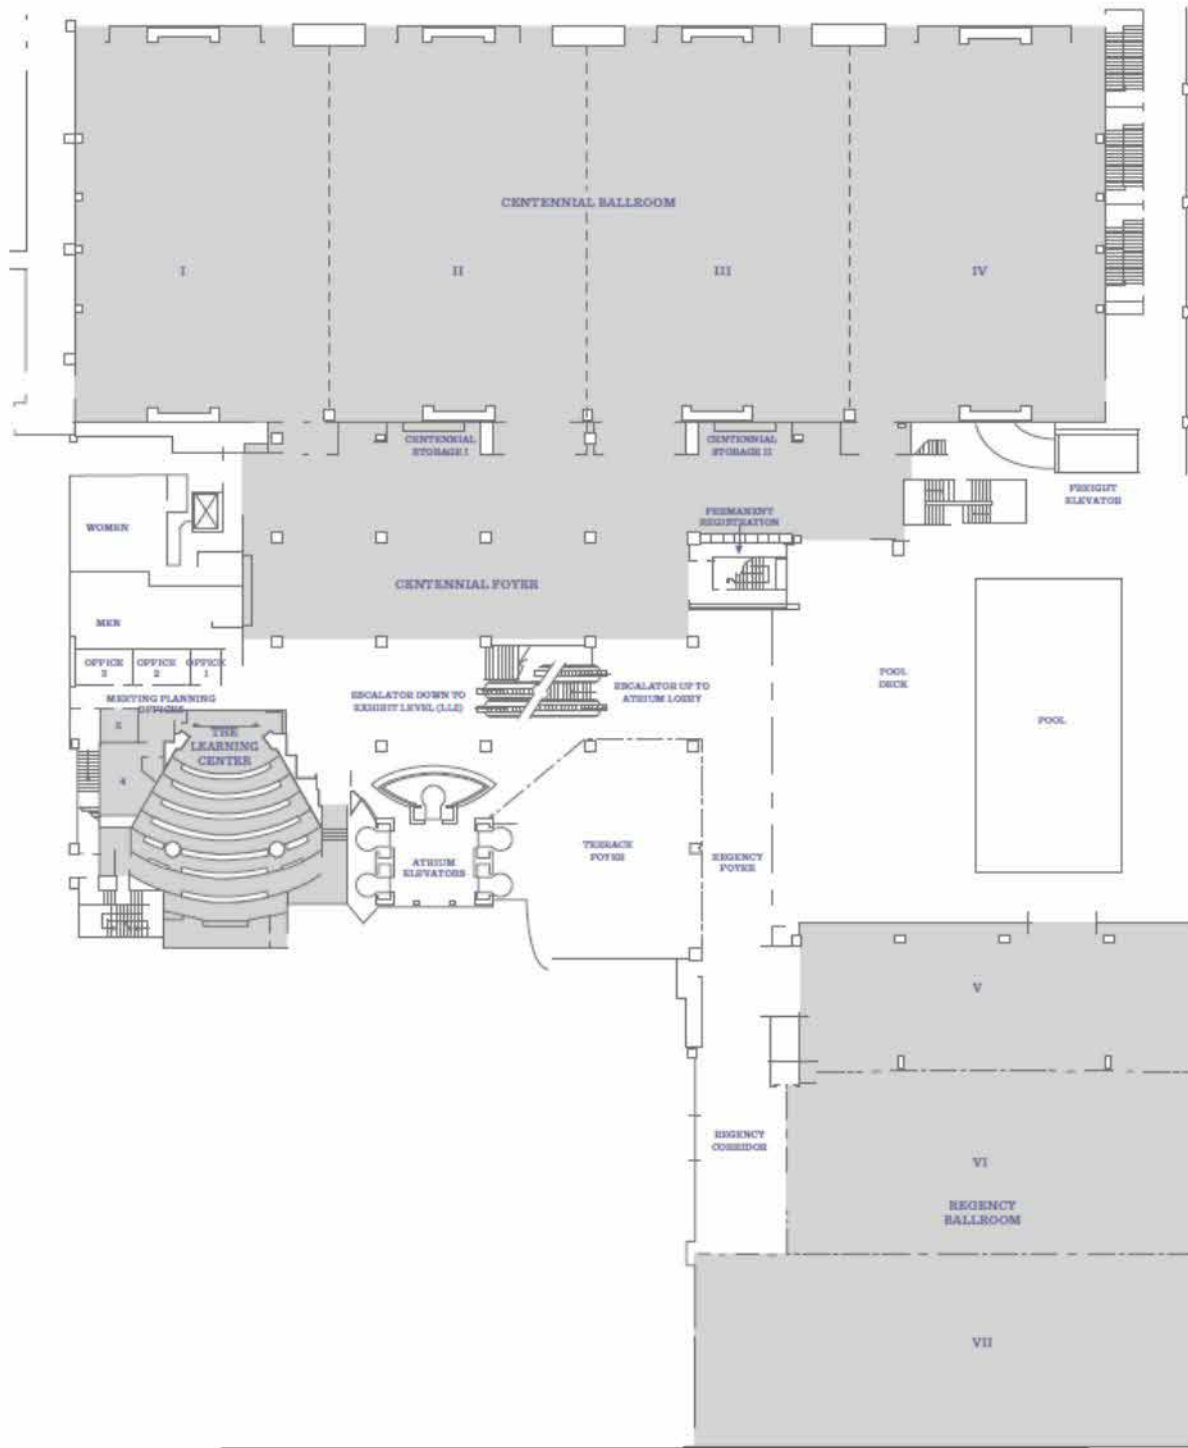 CENTENNIAL BALLROOM
I
II
III
IV
CENTENNIAL
STORAGE I
CENTENNIAL
STORAGE II
FREIGHT
ELEVATOR
PERMANENT
REGISTRATION
WOMEN
CENTENNIAL FOYER
MEN
OFFICE
3
OFFICE
2
OFFICE
1
MEETING PLANNING
OFFICES
ESCALATOR DOWN TO
EXHIBIT LEVEL (LL2)
ESCALATOR UP TO
ATRIUM LOBBY
POOL
DECK
POOL
THE
LEARNING
CENTER
4
ATRIUM
ELEVATORS
TERRACE
FOYER
REGENCY
FOYER
V
REGENCY
CORRIDOR
VI
REGENCY
BALLROOM
VII